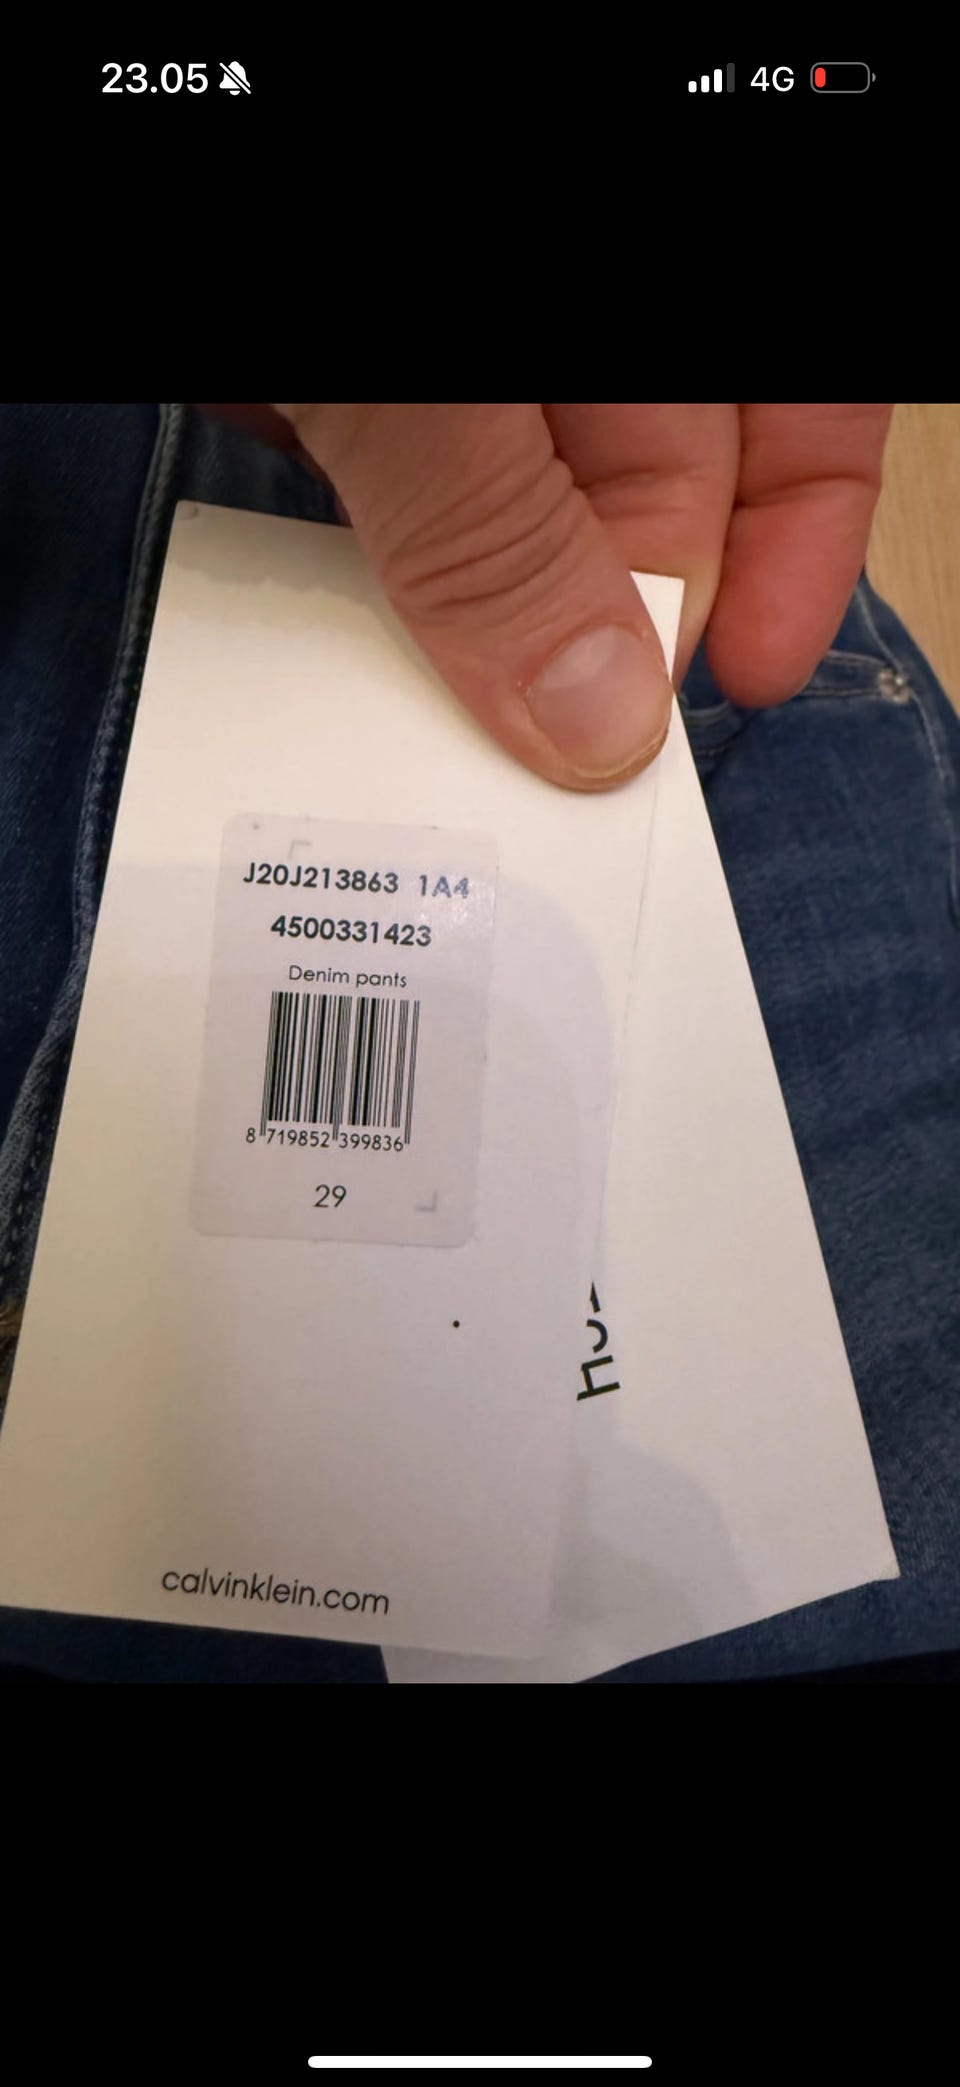 23.05 4G
J20J213863 1A4
4500331423
Denim pants
8 719852 399836
29
calvinklein.com